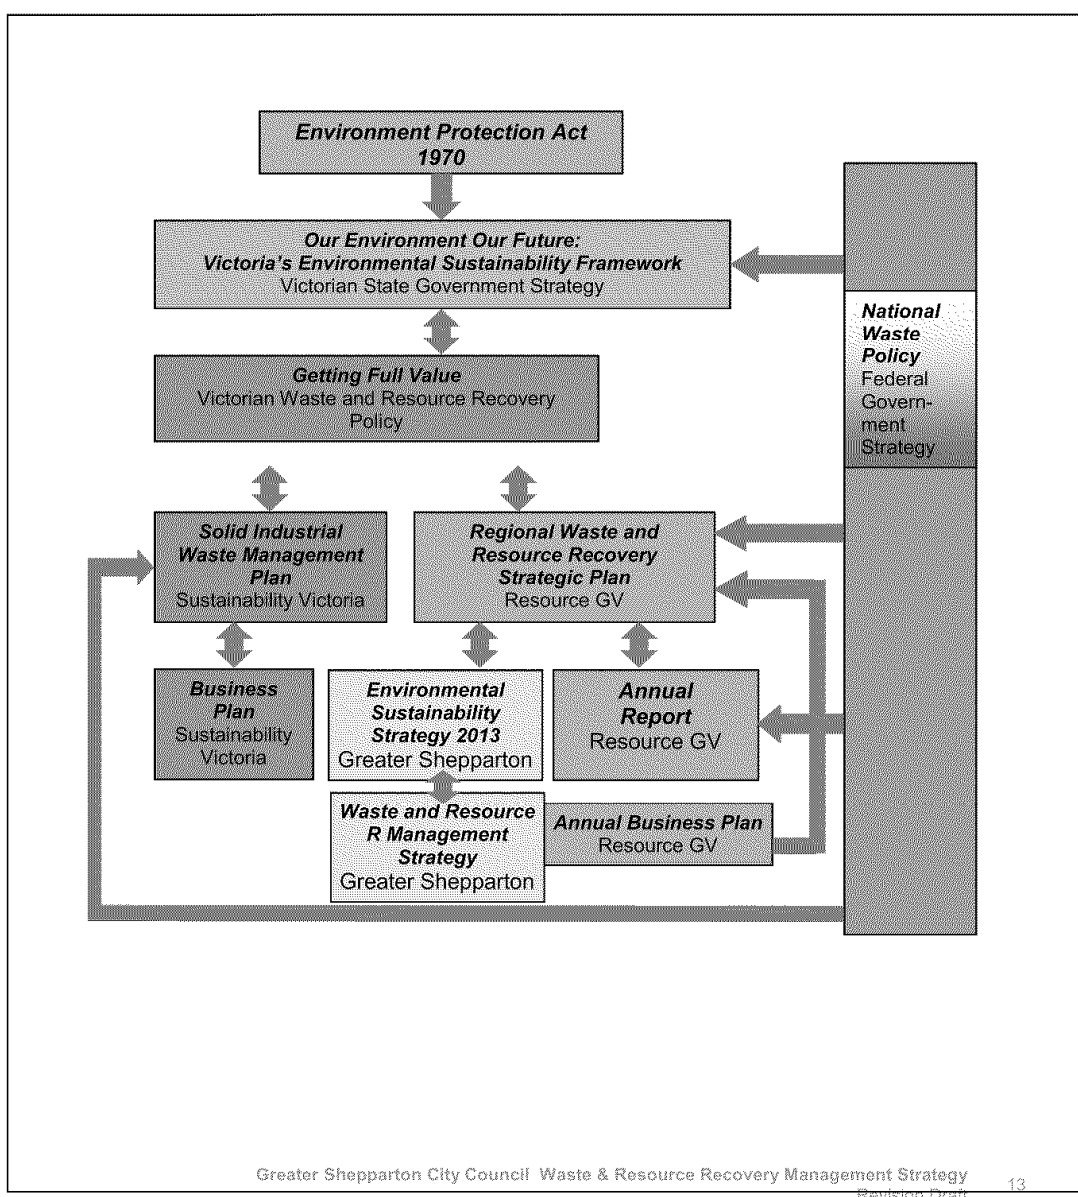 Environment Protection Act
1970
Our Environment Our Future:
Victoria's Environmental Sustainability Framework
Victorian State Government Strategy
National
Waste
Policy
Federal
Govern-
ment
Strategy
Getting Full Value
Victorian Waste and Resource Recovery
Policy
Solid Industrial
Waste Management
Plan
Sustainability Victoria
Regional Waste and
Resource Recovery
Strategic Plan
Resource GV
Business
Plan
Sustainability
Victoria
Environmental
Sustainability
Strategy 2013
Greater Shepparton
Annual
Report
Resource GV
Waste and Resource
R Management
Strategy
Greater Shepparton
Annual Business Plan
Resource GV
Greater Shepparton City Council Waste & Resource Recovery Management Strategy
Revision Draft
13